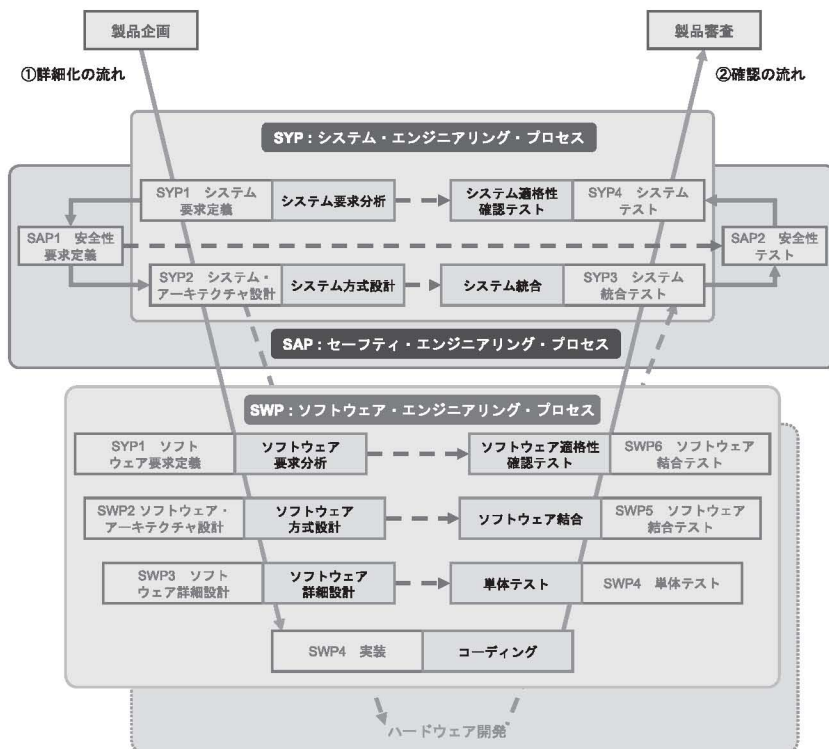 製品企画
製品審査
①詳細化の流れ
②確認の流れ
SYP：システム・エンジニアリング・プロセス
SYP1 システム
要求定義
システム要求分析
システム適格性
確認テスト
SYP4 システム
テスト
SAP1 安全性
要求定義
SAP2 安全性
テスト
SYP2 システム・
アーキテクチャ設計
システム方式設計
システム統合
SYP3 システム
統合テスト
SAP：セーフティ・エンジニアリング・プロセス
SWP：ソフトウェア・エンジニアリング・プロセス
SYP1 ソフト
ウェア要求定義
ソフトウェア
要求分析
ソフトウェア適格性
確認テスト
SWP6 ソフトウェア
結合テスト
SWP2 ソフトウェア・
アーキテクチャ設計
ソフトウェア
方式設計
ソフトウェア結合
SWP5 ソフトウェア
結合テスト
SWP3 ソフト
ウェア詳細設計
ソフトウェア
詳細設計
単体テスト
SWP4 単体テスト
SWP4 実装
コーディング
ハードウェア開発